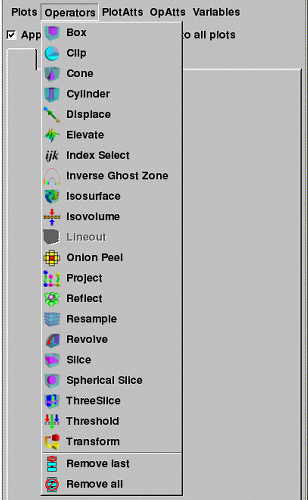 Plots Operators PlotAtts OpAtts Variables
App to all plots
Box
Clip
Cone
Cylinder
Displace
Elevate
ijk Index Select
Inverse Ghost Zone
Isosurface
Isovolume
Lineout
Onion Peel
Project
Reflect
Resample
Revolve
Slice
Spherical Slice
ThreeSlice
Threshold
Transform
Remove last
Remove all